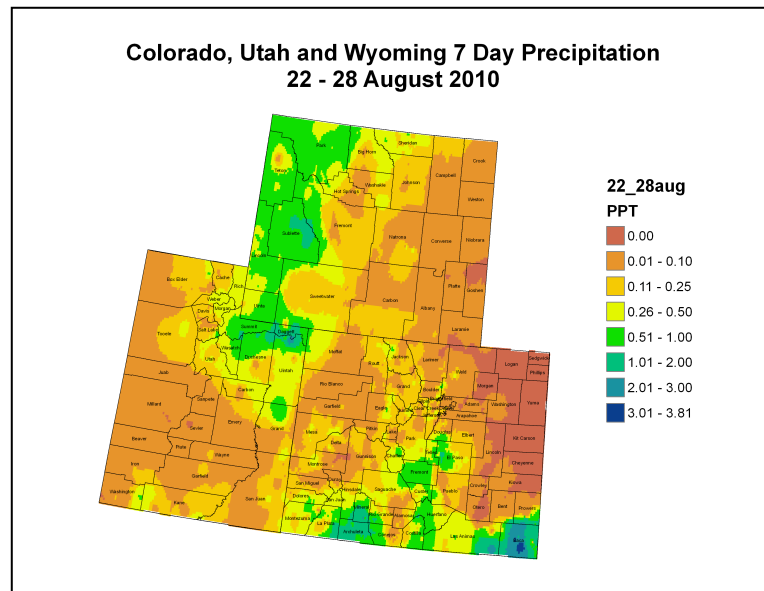 Colorado, Utah and Wyoming 7 Day Precipitation
22 - 28 August 2010
22_28aug
PPT
0.00
0.01 - 0.10
0.11 - 0.25
0.26 - 0.50
0.51 - 1.00
1.01 - 2.00
2.01 - 3.00
3.01 - 3.81
Park
Big Horn
Sheridan
Crook
Teton
Washakie
Johnson
Campbell
Hot Springs
Weston
Sublette
Fremont
Natrona
Converse
Niobrara
Lincoln
Platte
Goshen
Uinta
Sweetwater
Carbon
Albany
Laramie
Box Elder
Cache
Rich
Weber
Morgan
Davis
Salt Lake
Summit
Daggett
Tooele
Wasatch
Duchesne
Utah
Uintah
Juab
Carbon
Millard
Sanpete
Emery
Grand
Sevier
Beaver
Piute
Wayne
Iron
Garfield
Washington
Kane
San Juan
Moffat
Routt
Jackson
Larimer
Weld
Logan
Sedgwick
Phillips
Morgan
Rio Blanco
Grand
Boulder
Adams
Washington
Yuma
Garfield
Eagle
Clear Creek
Arapahoe
Mesa
Pitkin
Lake
Park
Douglas
Elbert
Kit Carson
Delta
Gunnison
Chaffee
Teller
El Paso
Lincoln
Cheyenne
Montrose
Fremont
Kiowa
San Miguel
Saguache
Custer
Pueblo
Crowley
Dolores
San Juan
Hinsdale
Otero
Bent
Prowers
Montezuma
La Plata
Mineral
Rio Grande
Alamosa
Huerfano
Archuleta
Conejos
Costilla
Las Animas
Baca